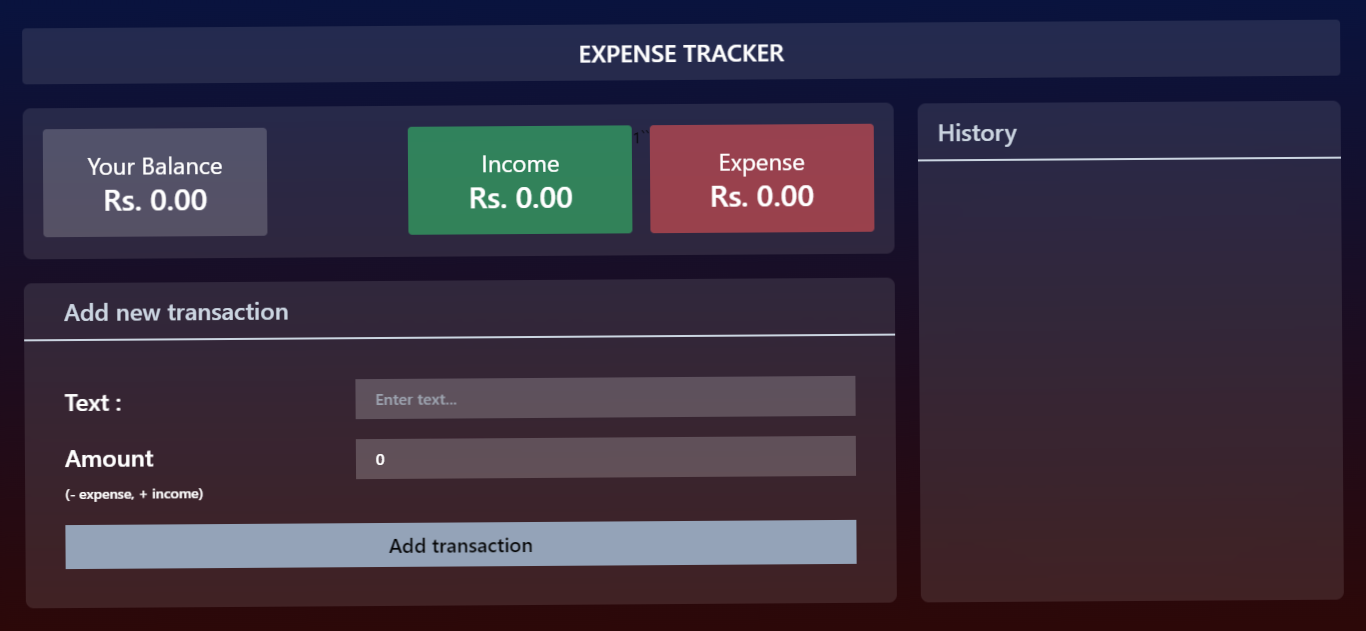 EXPENSE TRACKER
Your Balance
Rs. 0.00
Income
Rs. 0.00
Expense
Rs. 0.00
History
Add new transaction
Text :
Enter text...
Amount
0
(- expense, + income)
Add transaction